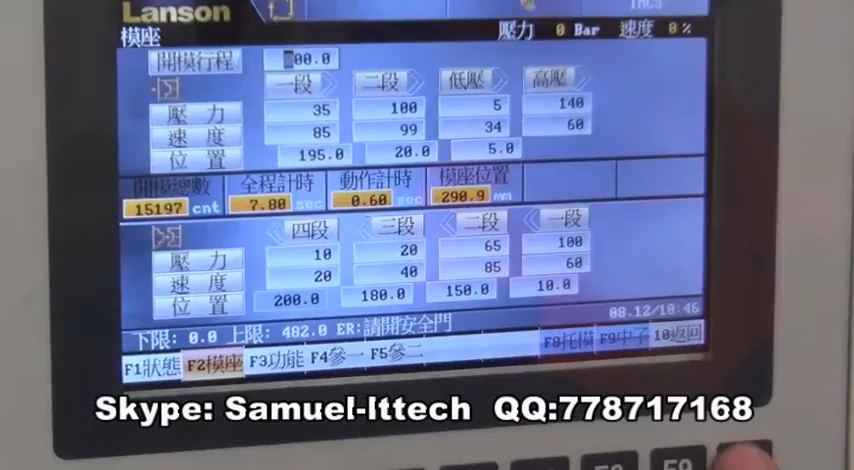 Lanson
模座 壓力 0 Bar 速度 0 %
開模行程 00.0
一段 二段 低壓 高壓
壓力 35 100 5 140
速度 85 99 34 60
位置 195.0 20.0 5.0
開模總數 全程計時 動作計時 模座位置
15197 cnt 7.80 sec 0.60 sec 290.9 mm
四段 三段 二段 一段
壓力 10 20 65 100
速度 20 40 85 60
位置 200.0 180.0 150.0 10.0
08.12/10:46
下限: 0.0 上限: 482.0 ER:請開安全門
F1狀態 F2模座 F3功能 F4參一 F5參二 F8托模 F9中子 10返回
Skype: Samuel-lttech QQ:778717168
F9